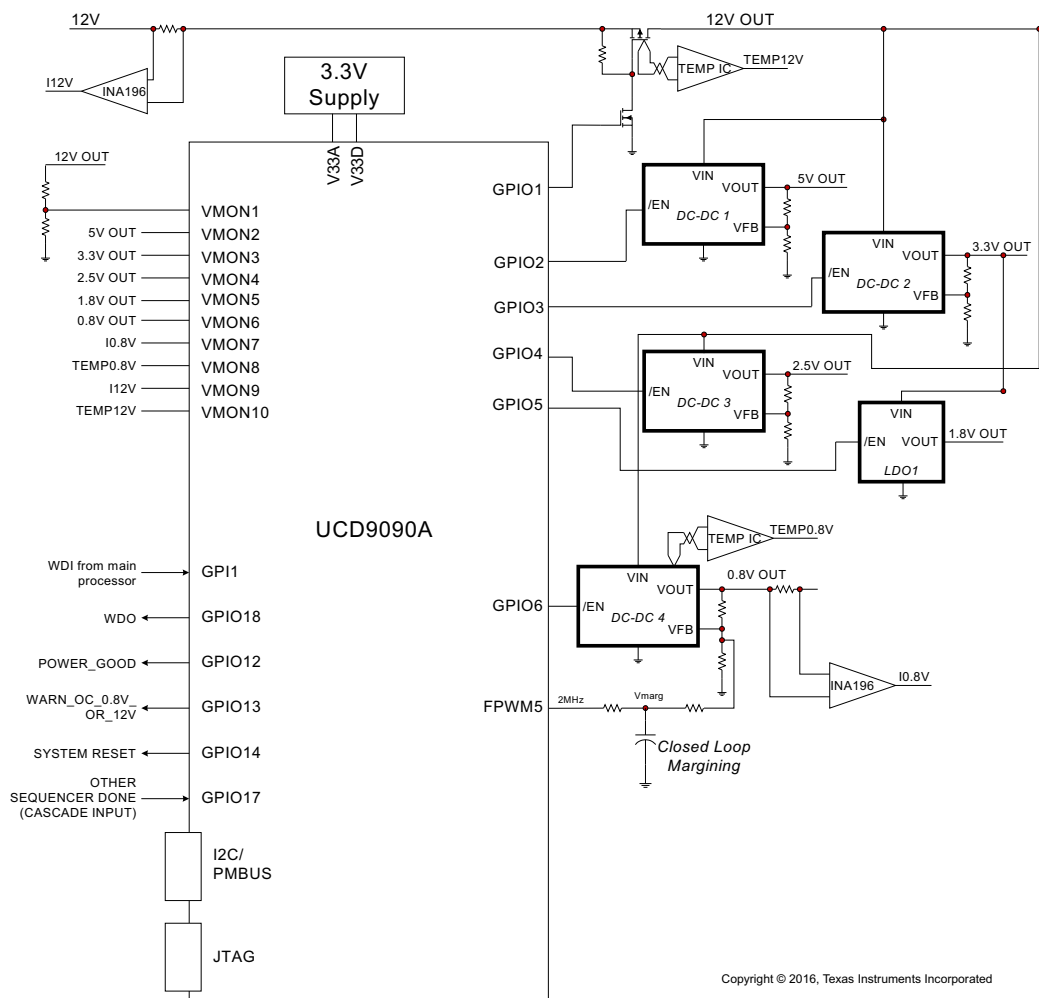 12V
12V OUT
I12V
INA196
3.3V
Supply
TEMP IC
TEMP12V
V33A
V33D
12V OUT
VMON1
5V OUT
VMON2
3.3V OUT
VMON3
2.5V OUT
VMON4
1.8V OUT
VMON5
0.8V OUT
VMON6
I0.8V
VMON7
TEMP0.8V
VMON8
I12V
VMON9
TEMP12V
VMON10
GPIO1
GPIO2
GPIO3
GPIO4
GPIO5
VIN
VOUT
5V OUT
/EN
DC-DC 1
VFB
VIN
VOUT
3.3V OUT
/EN
DC-DC 2
VFB
VIN
VOUT
2.5V OUT
/EN
DC-DC 3
VFB
VIN
/EN
VOUT
1.8V OUT
LDO1
UCD9090A
TEMP IC
TEMP0.8V
WDI from main
processor
GPI1
WDO
GPIO18
POWER_GOOD
GPIO12
WARN_OC_0.8V_
OR_12V
GPIO13
SYSTEM RESET
GPIO14
OTHER
SEQUENCER DONE
(CASCADE INPUT)
GPIO17
GPIO6
VIN
VOUT
0.8V OUT
/EN
DC-DC 4
VFB
INA196
I0.8V
FPWM5
2MHz
Vmarg
Closed Loop
Margining
I2C/
PMBUS
JTAG
Copyright © 2016, Texas Instruments Incorporated